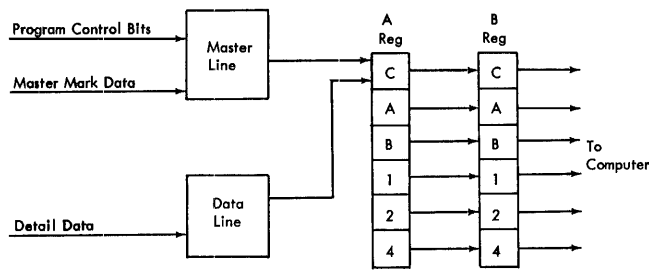 Program Control Bits
Master Mark Data
Master
Line
Detail Data
Data
Line
A
Reg
C
A
B
1
2
4
B
Reg
C
A
B
1
2
4
To
Computer